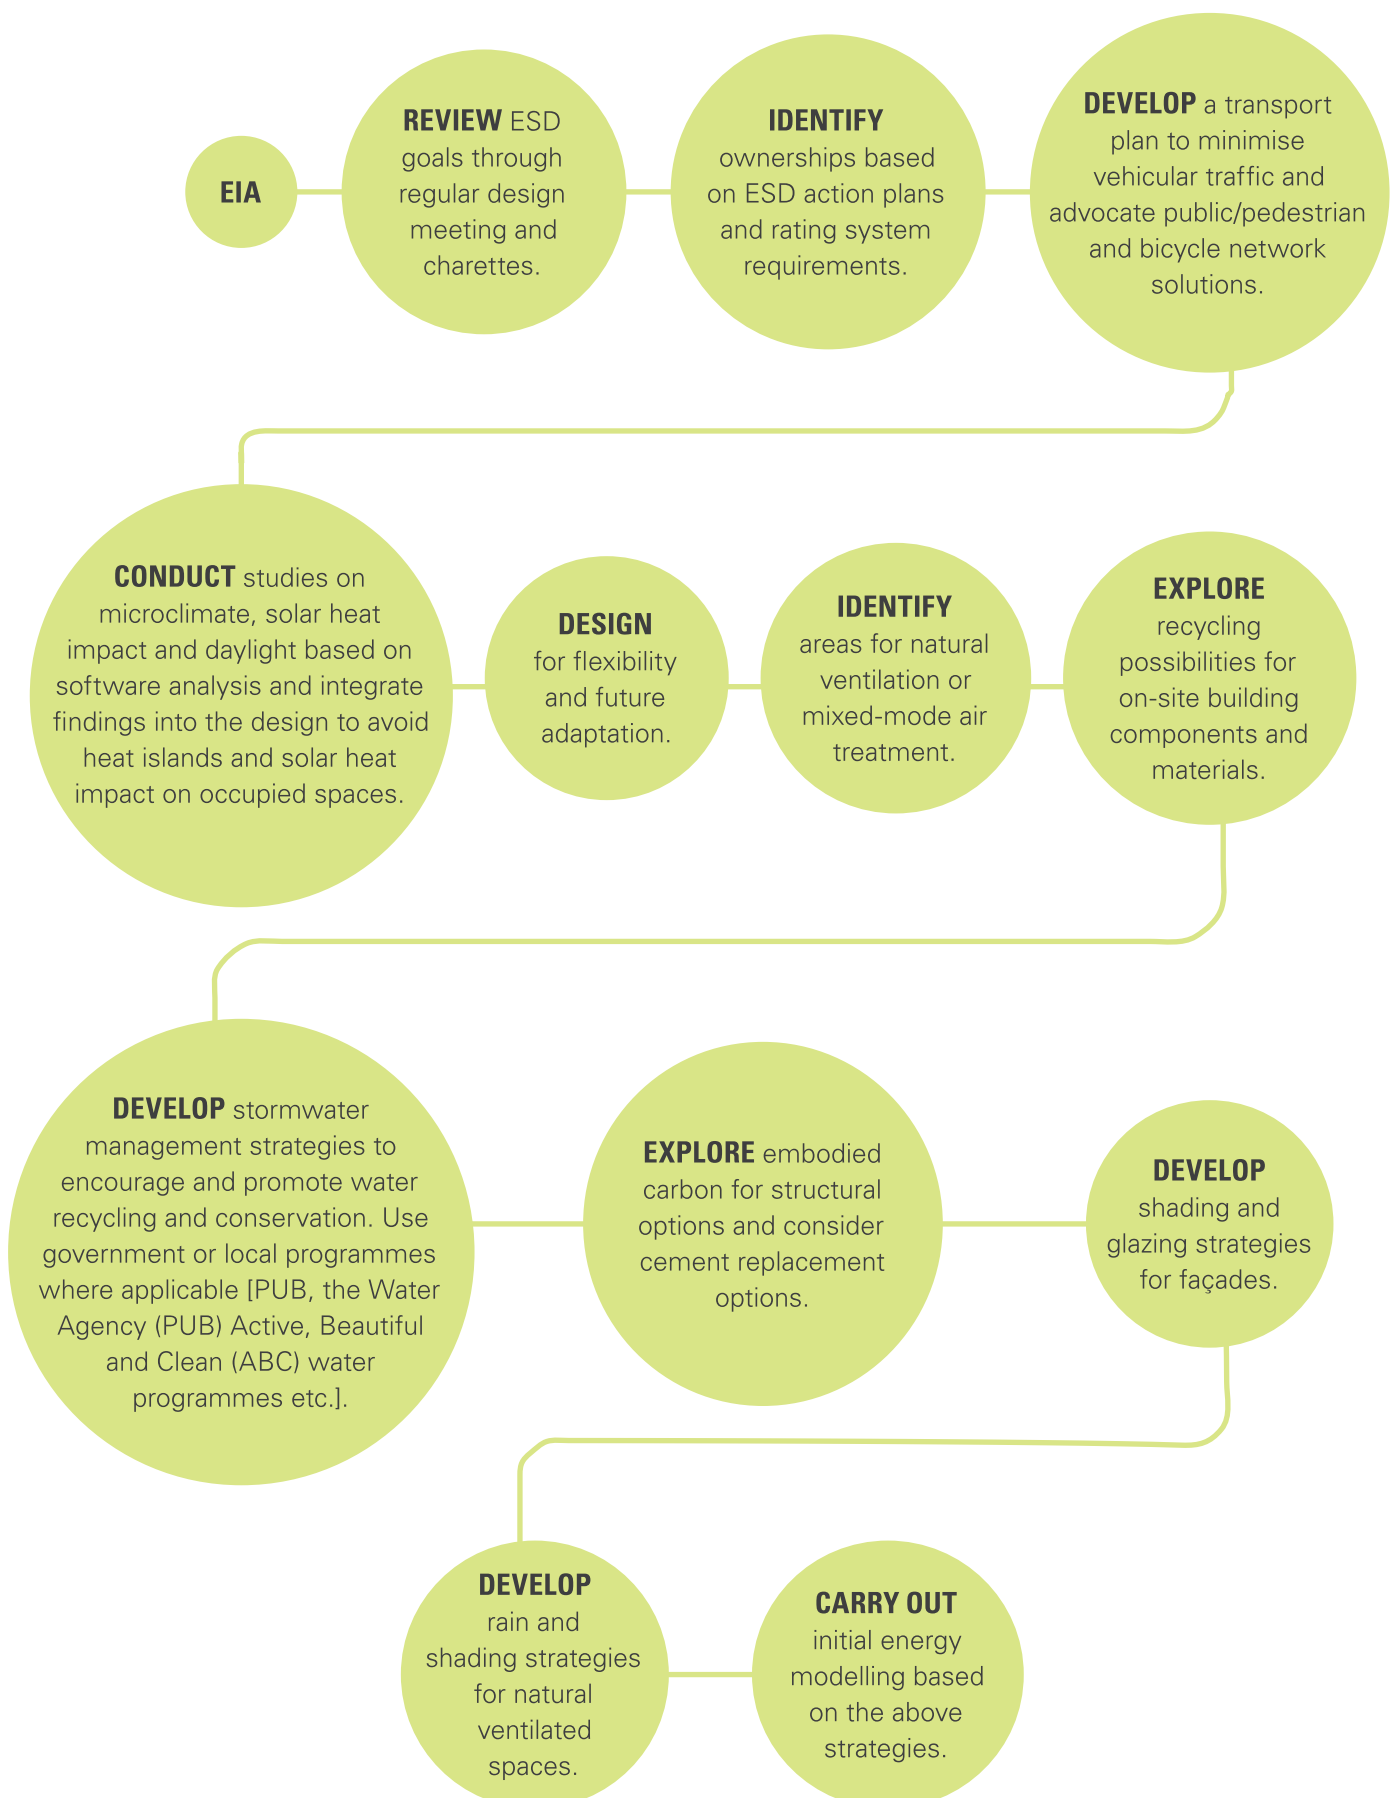 EIA
REVIEW ESD
goals through
regular design
meeting and
charettes.
IDENTIFY
ownerships based
on ESD action plans
and rating system
requirements.
DEVELOP a transport
plan to minimise
vehicular traffic and
advocate public/pedestrian
and bicycle network
solutions.
CONDUCT studies on
microclimate, solar heat
impact and daylight based on
software analysis and integrate
findings into the design to avoid
heat islands and solar heat
impact on occupied spaces.
DESIGN
for flexibility
and future
adaptation.
IDENTIFY
areas for natural
ventilation or
mixed-mode air
treatment.
EXPLORE
recycling
possibilities for
on-site building
components and
materials.
DEVELOP stormwater
management strategies to
encourage and promote water
recycling and conservation. Use
government or local programmes
where applicable [PUB, the Water
Agency (PUB) Active, Beautiful
and Clean (ABC) water
programmes etc.].
EXPLORE embodied
carbon for structural
options and consider
cement replacement
options.
DEVELOP
shading and
glazing strategies
for façades.
DEVELOP
rain and
shading strategies
for natural
ventilated
spaces.
CARRY OUT
initial energy
modelling based
on the above
strategies.